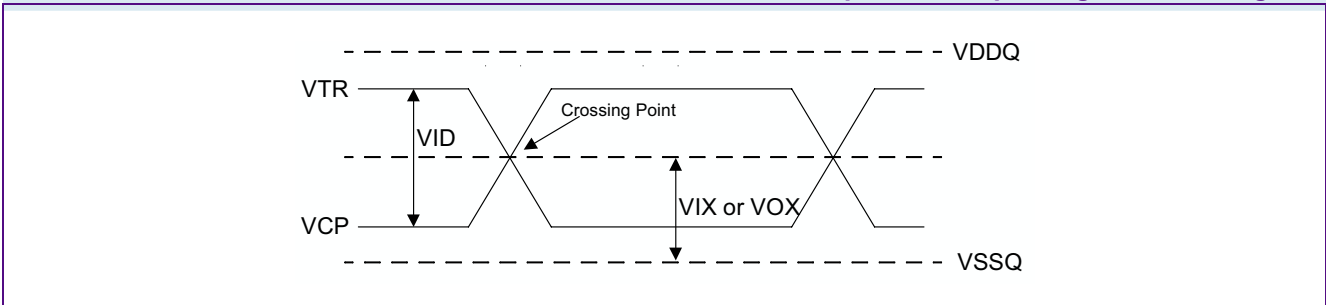 VDDQ
VTR
Crossing Point
VID
VIX or VOX
VCP
VSSQ